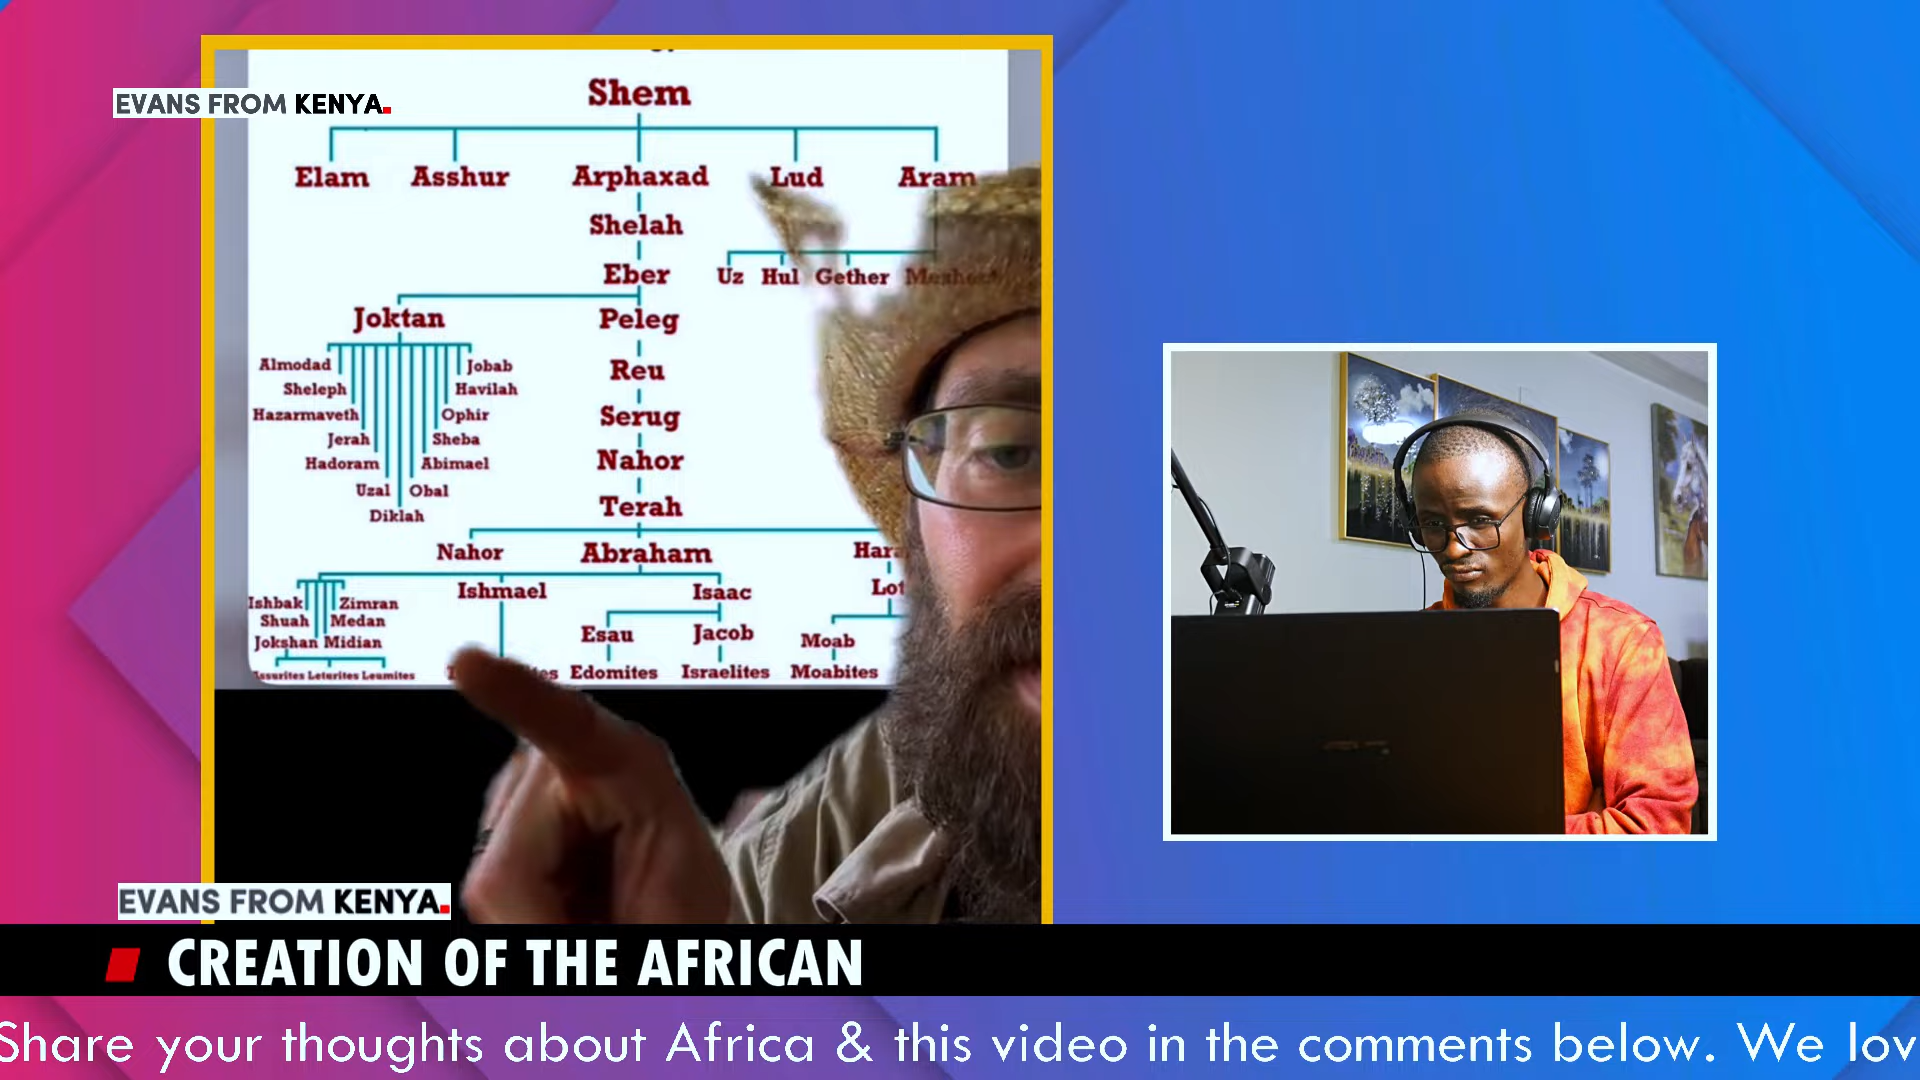 EVANS FROM KENYA.
Shem
Elam Asshur Arphaxad Lud Aram
Shelah
Eber
Uz Hul Gether
Joktan
Peleg
Almodad Jobab
Reu
Sheleph Havilah
Hazarmaveth Ophir
Serug
Jerah Sheba
Hadoram Abimael
Nahor
Uzal Obal
Terah
Diklah
Nahor Abraham
Ishmael Isaac
Ishbak Zimran
Shuah Medan
Esau Jacob
Moab
Jokshan Midian
Edomites Israelites Moabites
EVANS FROM KENYA.
CREATION OF THE AFRICAN
Share your thoughts about Africa & this video in the comments below. We lov